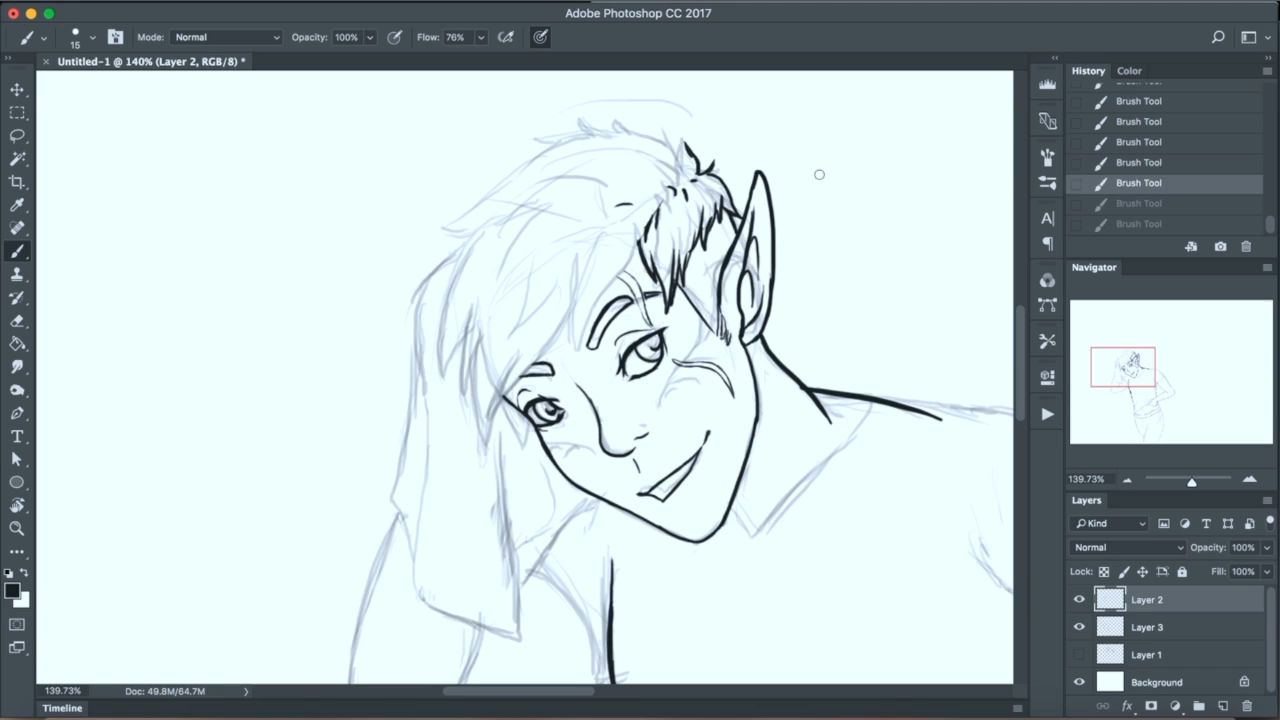 Adobe Photoshop CC 2017
15
Mode: Normal Opacity: 100% Flow: 76%
Untitled-1 @ 140% (Layer 2, RGB/8) *
History Color
Brush Tool
Brush Tool
Brush Tool
Brush Tool
Brush Tool
Brush Tool
Brush Tool
Navigator
139.73%
Layers
Kind
Normal Opacity: 100%
Lock: Fill: 100%
Layer 2
Layer 3
Layer 1
Background
fx
139.73% Doc: 49.8M/64.7M
Timeline